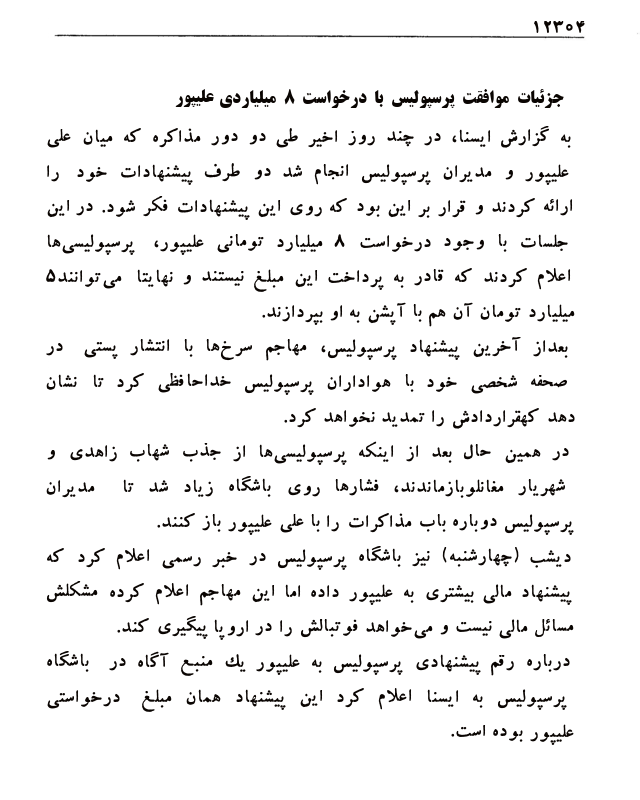 ۱۲۳۰۴
جزئیات موافقت پرسپولیس با درخواست ۸ میلیاردی علیپور
به گزارش ایسنا، در چند روز اخیر طی دو دور مذاکره که میان علی
علیپور و مدیران پرسپولیس انجام شد دو طرف پیشنهادات خود را
ارائه کردند و قرار بر این بود که روی این پیشنهادات فکر شود. در این
جلسات با وجود درخواست ۸ میلیارد تومانی علیپور، پرسپولیسی‌ها
اعلام کردند که قادر به پرداخت این مبلغ نیستند و نهایتا می‌توانند۵
میلیارد تومان آن هم با آپشن به او بپردازند.
بعداز آخرین پیشنهاد پرسپولیس، مهاجم سرخ‌ها با انتشار پستی در
صحفه شخصی خود با هواداران پرسپولیس خداحافظی کرد تا نشان
دهد کهقراردادش را تمدید نخواهد کرد.
در همین حال بعد از اینکه پرسپولیسی‌ها از جذب شهاب زاهدی و
شهریار مغانلوبازماندند، فشارها روی باشگاه زیاد شد تا مدیران
پرسپولیس دوباره باب مذاکرات را با علی علیپور باز کنند.
دیشب (چهارشنبه) نیز باشگاه پرسپولیس در خبر رسمی اعلام کرد که
پیشنهاد مالی بیشتری به علیپور داده اما این مهاجم اعلام کرده مشکلش
مسائل مالی نیست و می‌خواهد فوتبالش را در اروپا پیگیری کند.
درباره رقم پیشنهادی پرسپولیس به علیپور یك منبع آگاه در باشگاه
پرسپولیس به ایسنا اعلام کرد این پیشنهاد همان مبلغ درخواستی
علیپور بوده است.